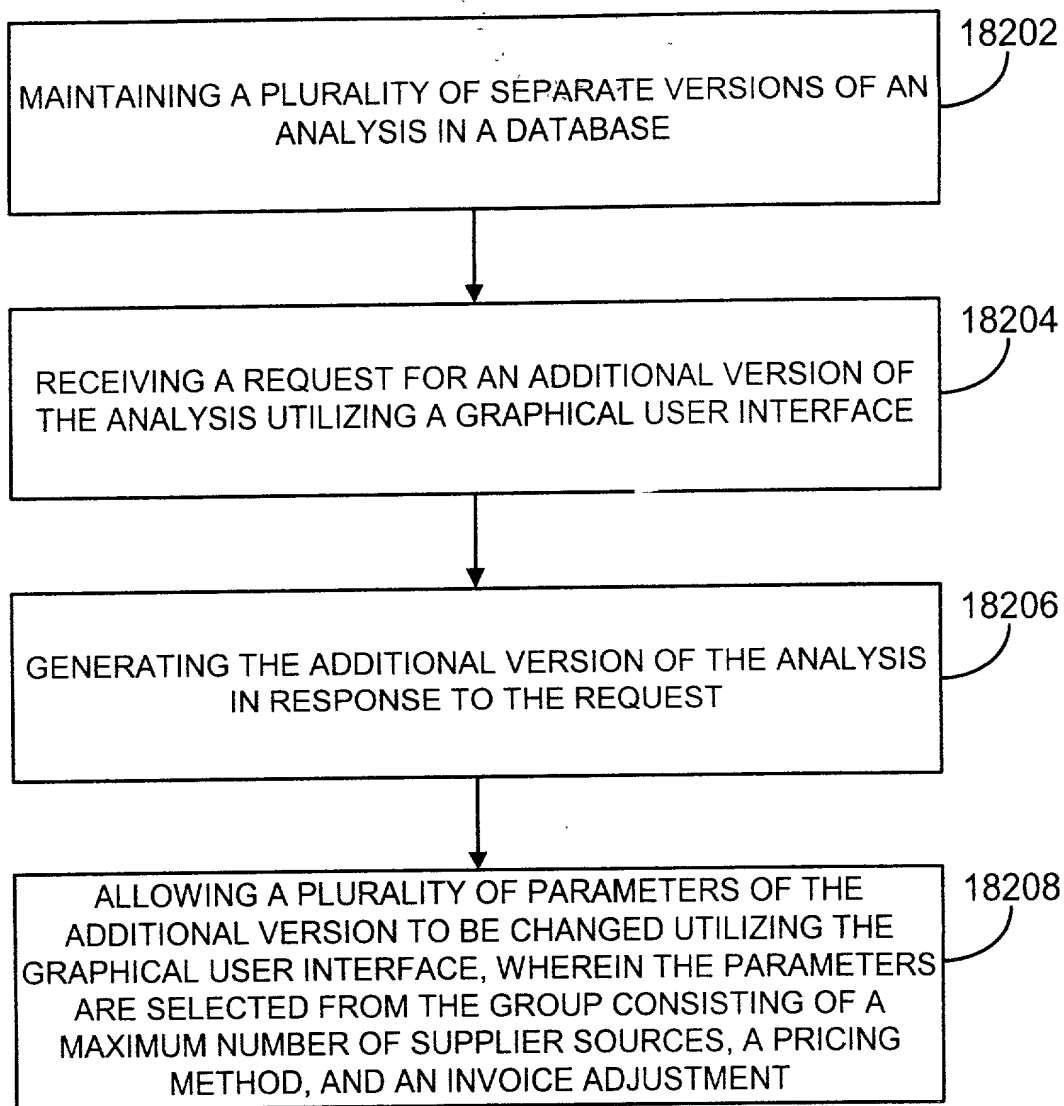 18202
MAINTAINING A PLURALITY OF SEPARATE VERSIONS OF AN
ANALYSIS IN A DATABASE
18204
RECEIVING A REQUEST FOR AN ADDITIONAL VERSION OF
THE ANALYSIS UTILIZING A GRAPHICAL USER INTERFACE
18206
GENERATING THE ADDITIONAL VERSION OF THE ANALYSIS
IN RESPONSE TO THE REQUEST
18208
ALLOWING A PLURALITY OF PARAMETERS OF THE
ADDITIONAL VERSION TO BE CHANGED UTILIZING THE
GRAPHICAL USER INTERFACE, WHEREIN THE PARAMETERS
ARE SELECTED FROM THE GROUP CONSISTING OF A
MAXIMUM NUMBER OF SUPPLIER SOURCES, A PRICING
METHOD, AND AN INVOICE ADJUSTMENT